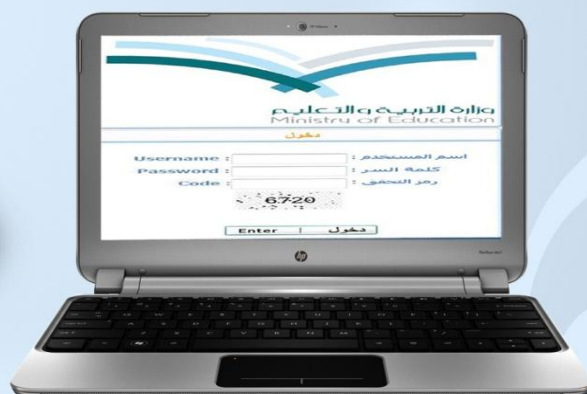 وزارة التربية والتعليم
Ministry of Education
دخول
Username : اسم المستخدم :
Password : كلمة السر :
Code : رمز التحقق :
6720
Enter | دخول
hp